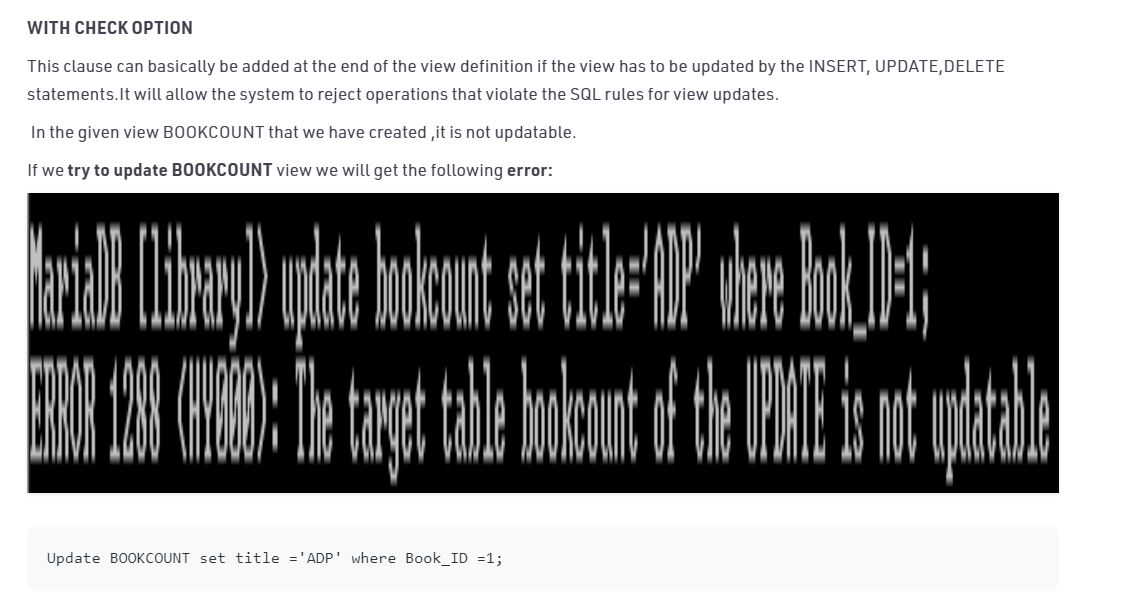 WITH CHECK OPTION
This clause can basically be added at the end of the view definition if the view has to be updated by the INSERT, UPDATE,DELETE
statements.It will allow the system to reject operations that violate the SQL rules for view updates.
In the given view BOOKCOUNT that we have created ,it is not updatable.
If we try to update BOOKCOUNT view we will get the following error:
MariaDB [library]> update bookcount set title='ADP' where Book_ID=1;
ERROR 1288 (HY000): The target table bookcount of the UPDATE is not updatable
Update BOOKCOUNT set title ='ADP' where Book_ID =1;